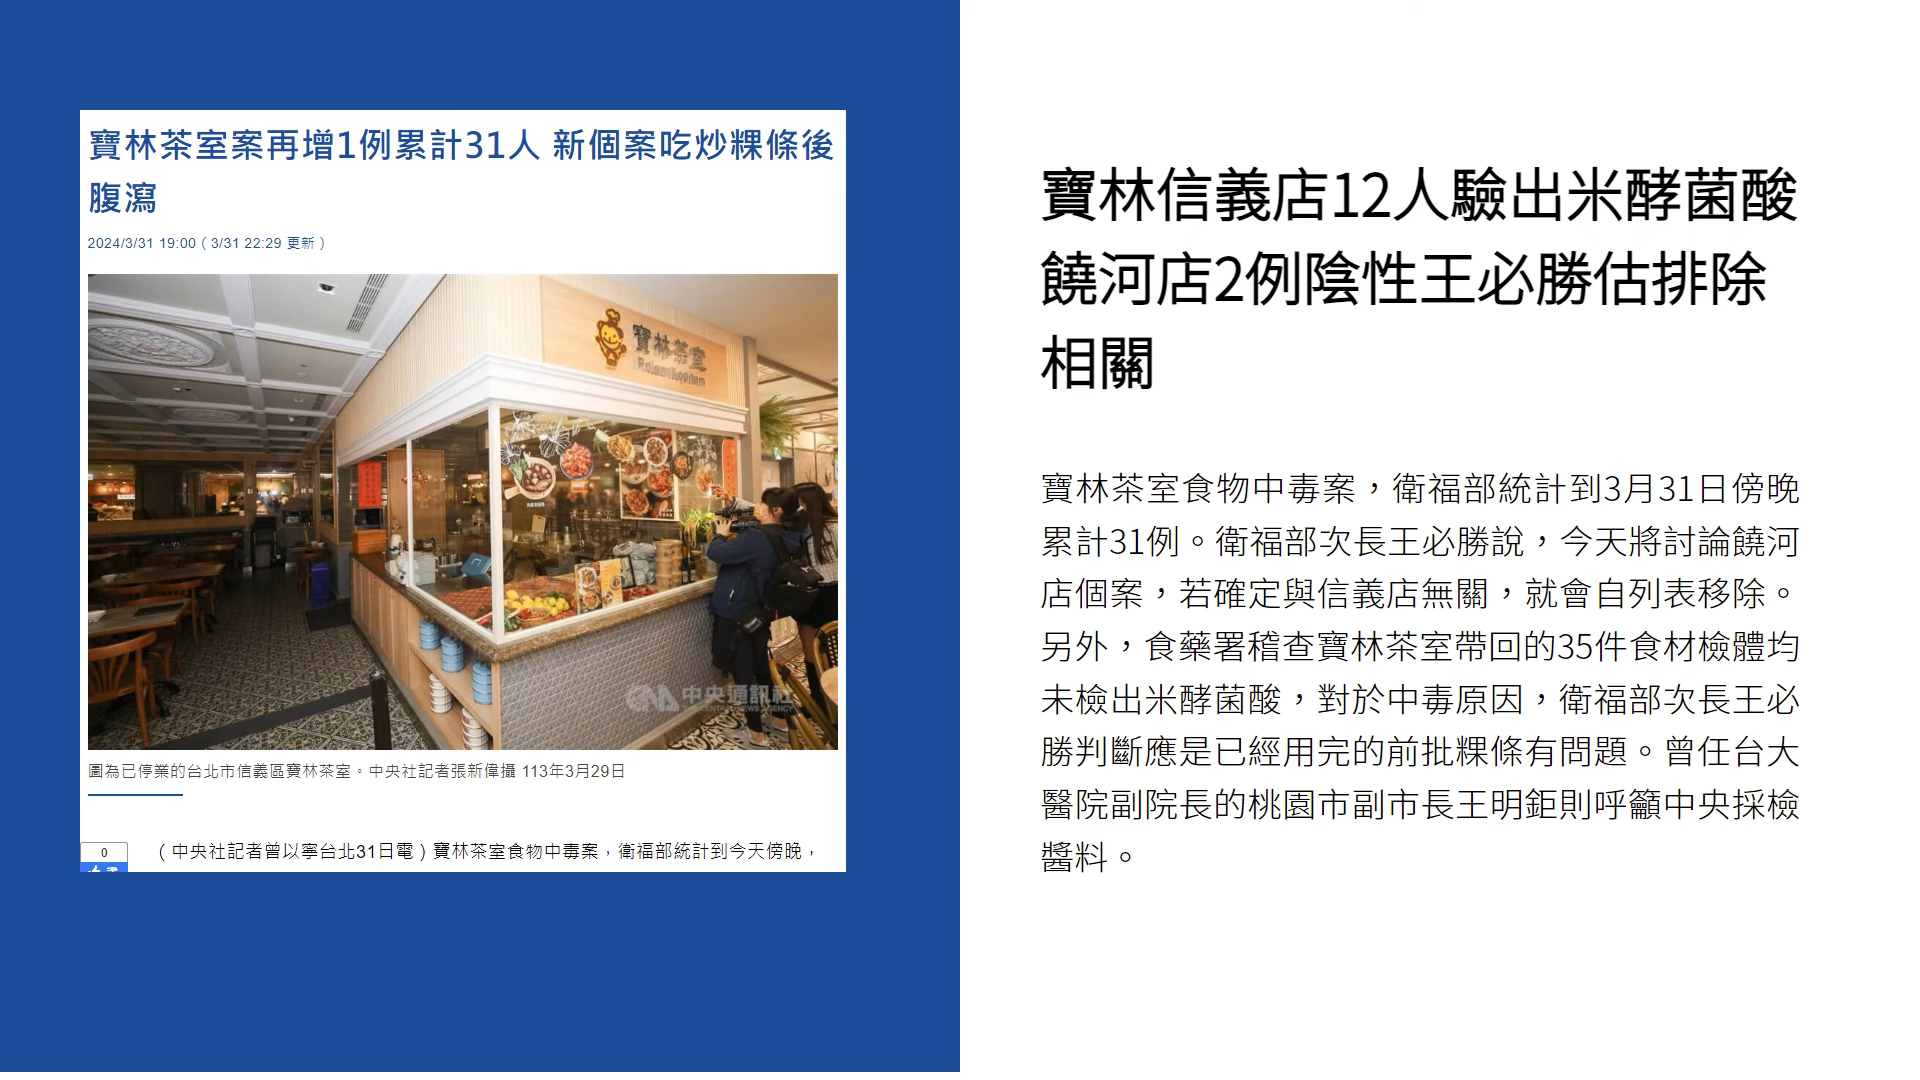 寶林茶室案再增1例累計31人 新個案吃炒粿條後
腹瀉
2024/3/31 19:00（3/31 22:29 更新）
寶林茶室
中央通訊社
圖為已停業的台北市信義區寶林茶室。中央社記者張新偉攝 113年3月29日
0
（中央社記者曾以寧台北31日電）寶林茶室食物中毒案，衛福部統計到今天傍晚，
寶林信義店12人驗出米酵菌酸
饒河店2例陰性王必勝估排除
相關
寶林茶室食物中毒案，衛福部統計到3月31日傍晚
累計31例。衛福部次長王必勝說，今天將討論饒河
店個案，若確定與信義店無關，就會自列表移除。
另外，食藥署稽查寶林茶室帶回的35件食材檢體均
未檢出米酵菌酸，對於中毒原因，衛福部次長王必
勝判斷應是已經用完的前批粿條有問題。曾任台大
醫院副院長的桃園市副市長王明鉅則呼籲中央採檢
醬料。